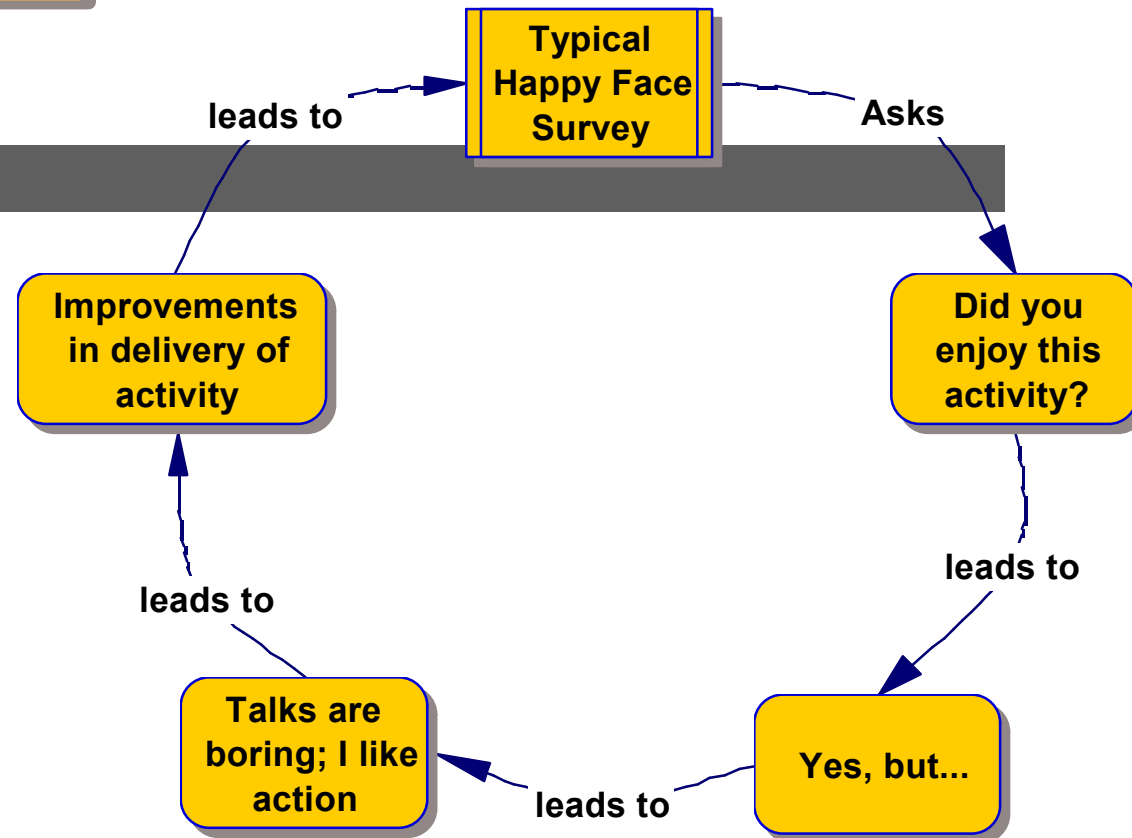 Typical
Happy Face
Survey
Asks
Did you
enjoy this
activity?
leads to
Yes, but...
leads to
Talks are
boring; I like
action
leads to
Improvements
in delivery of
activity
leads to